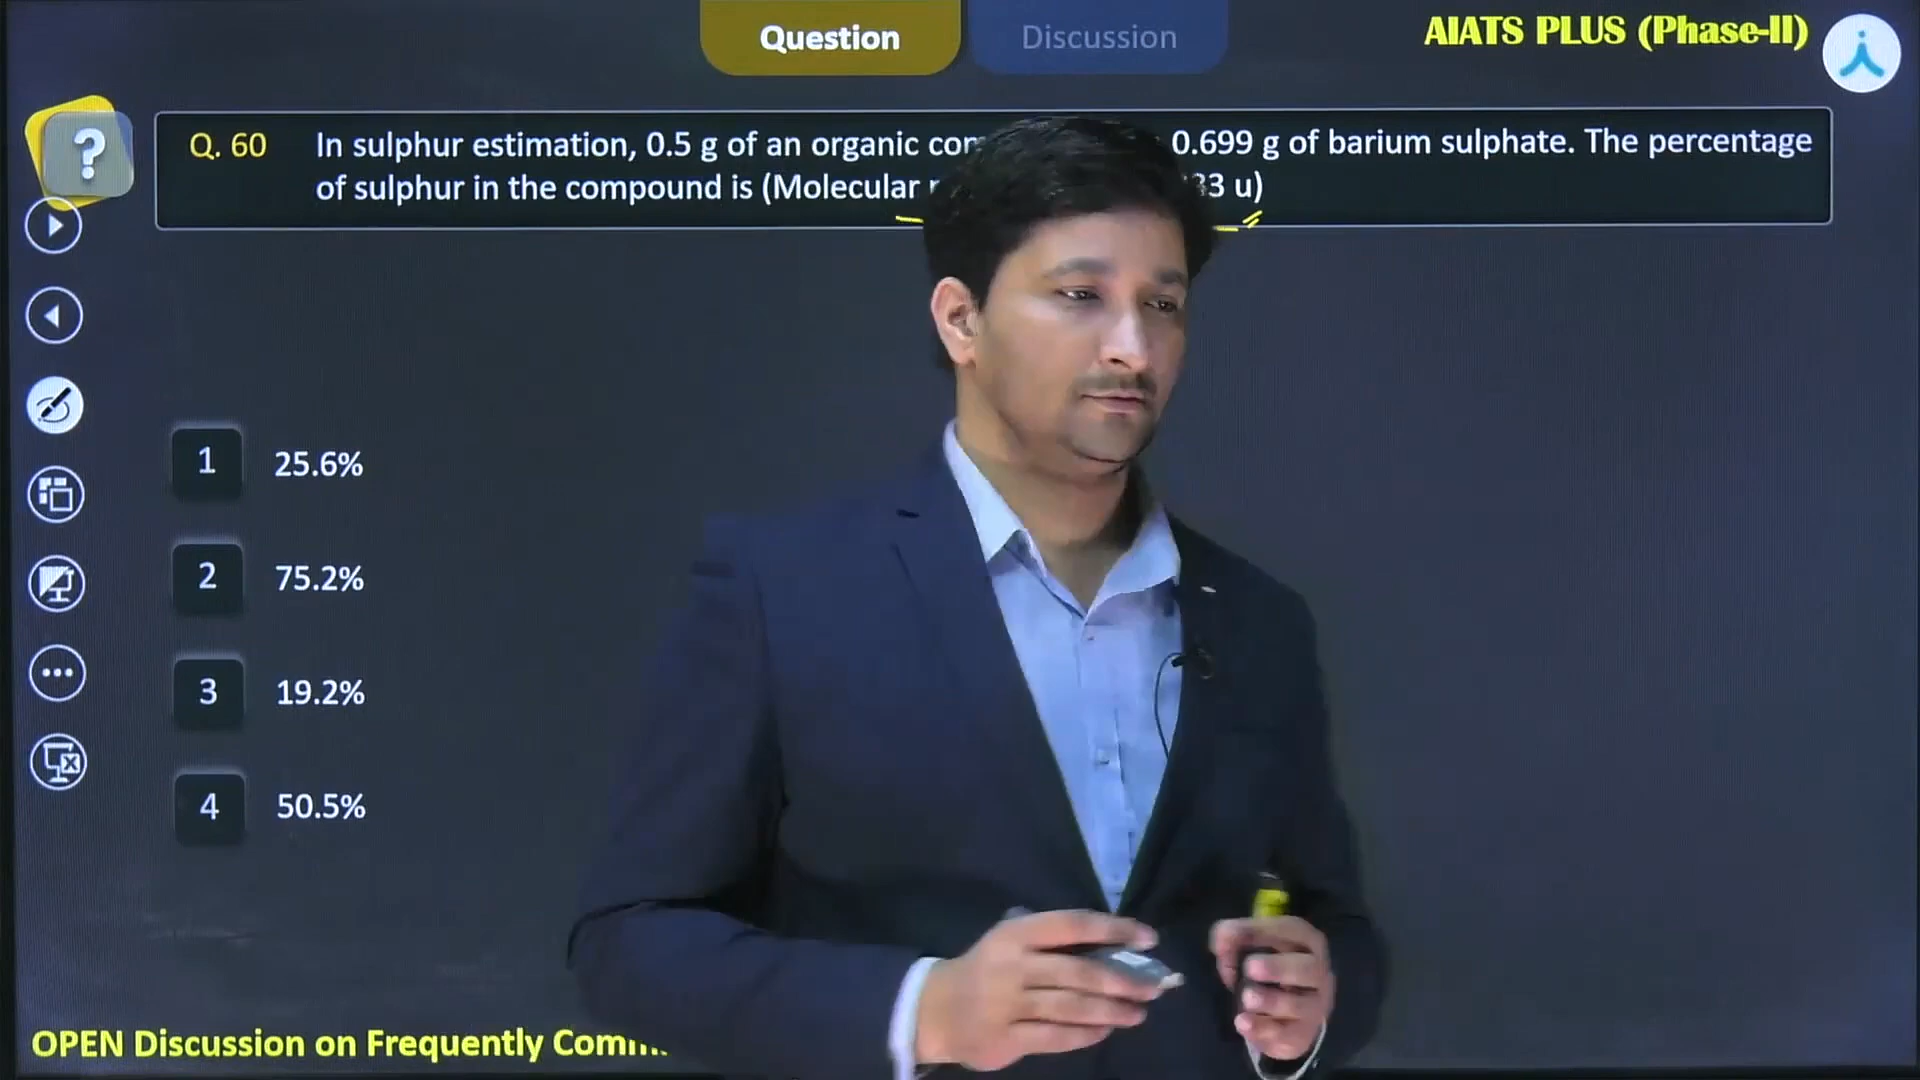 Question
Discussion
AIATS PLUS (Phase-II)
?
Q. 60
In sulphur estimation, 0.5 g of an organic 0.699 g of barium sulphate. The percentage
of sulphur in the compound is (Molecular u)
1 25.6%
2 75.2%
3 19.2%
4 50.5%
OPEN Discussion on Frequently